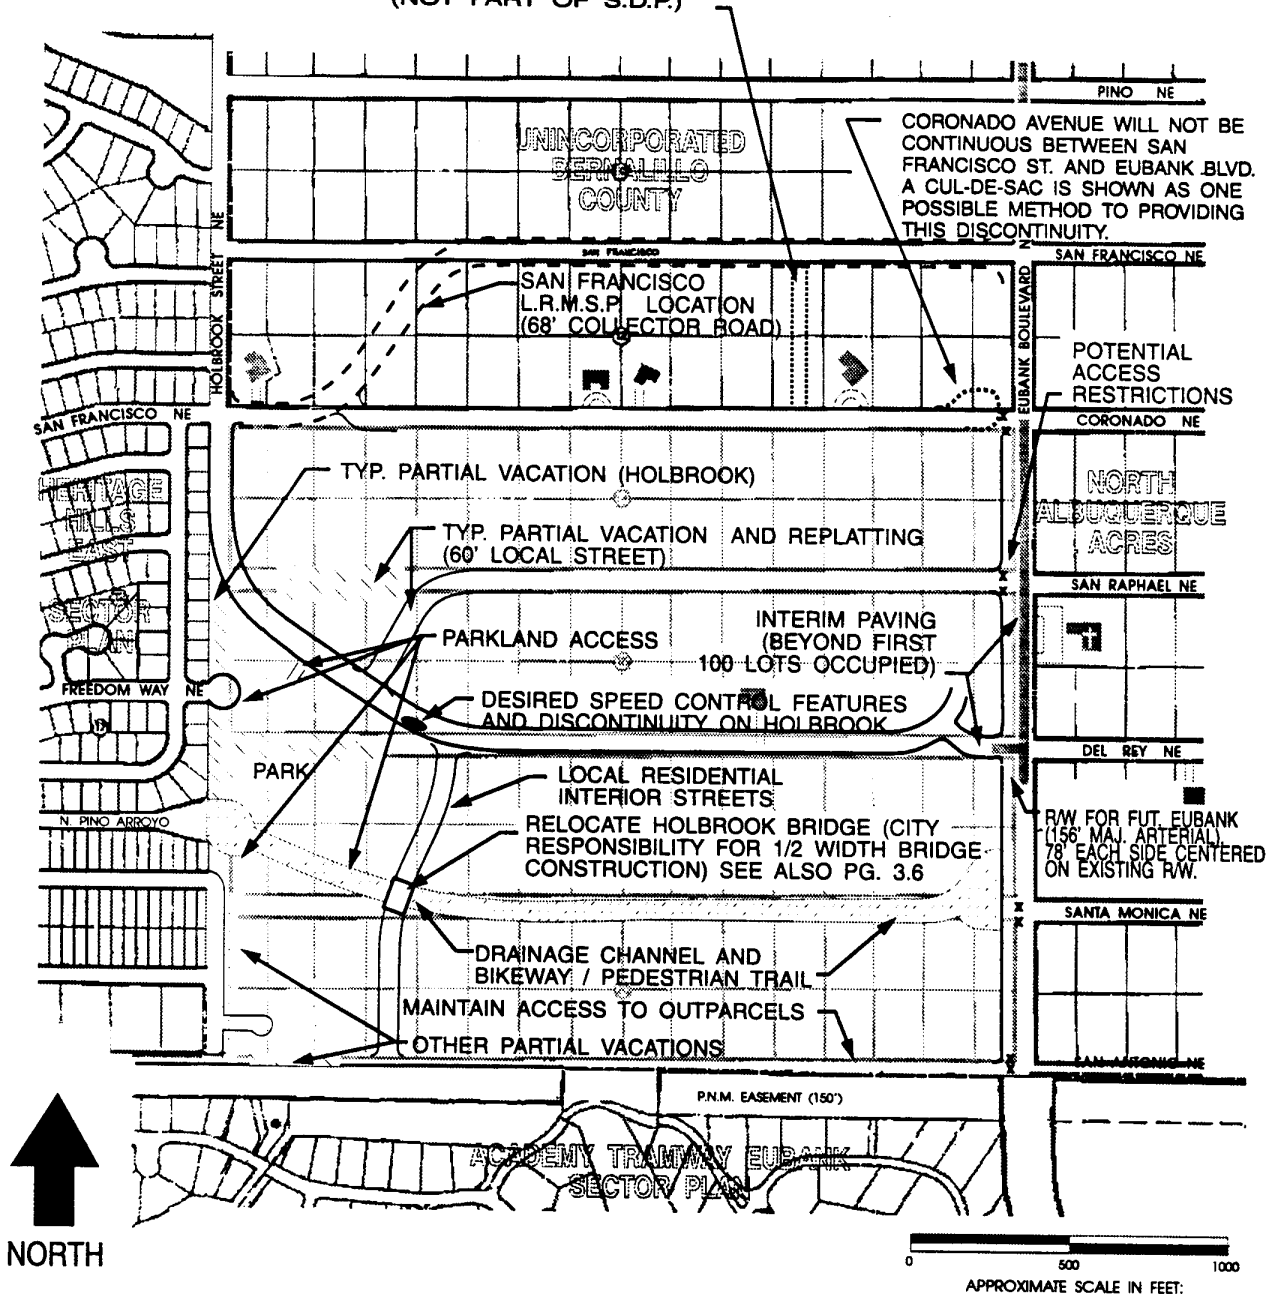 (NOT PART OF S.D.P.)
PINO NE
CORONADO AVENUE WILL NOT BE
CONTINUOUS BETWEEN SAN
FRANCISCO ST. AND EUBANK BLVD.
A CUL-DE-SAC IS SHOWN AS ONE
POSSIBLE METHOD TO PROVIDING
THIS DISCONTINUITY.
UNINCORPORATED
BERNALILLO
COUNTY
HOLBROOK STREET NE
SAN FRANCISCO
SAN FRANCISCO NE
EUBANK BOULEVARD N
SAN FRANCISCO
L.R.M.S.P. LOCATION
(68' COLLECTOR ROAD)
POTENTIAL
ACCESS
RESTRICTIONS
SAN FRANCISCO NE
CORONADO NE
TYP. PARTIAL VACATION (HOLBROOK)
HERITAGE
HILLS
EAST
SECTOR
PLAN
NORTH
ALBUQUERQUE
ACRES
TYP. PARTIAL VACATION AND REPLATTING
(60' LOCAL STREET)
SAN RAPHAEL NE
PARKLAND ACCESS
INTERIM PAVING
(BEYOND FIRST
100 LOTS OCCUPIED)
FREEDOM WAY NE
DESIRED SPEED CONTROL FEATURES
AND DISCONTINUITY ON HOLBROOK
DEL REY NE
PARK
LOCAL RESIDENTIAL
INTERIOR STREETS
N. PINO ARROYO
RELOCATE HOLBROOK BRIDGE (CITY
RESPONSIBILITY FOR 1/2 WIDTH BRIDGE
CONSTRUCTION) SEE ALSO PG. 3.6
R/W FOR FUT. EUBANK
(156' MAJ. ARTERIAL)
78' EACH SIDE CENTERED
ON EXISTING R/W.
SANTA MONICA NE
DRAINAGE CHANNEL AND
BIKEWAY / PEDESTRIAN TRAIL
MAINTAIN ACCESS TO OUTPARCELS
OTHER PARTIAL VACATIONS
SAN ANTONIO NE
P.N.M. EASEMENT (150')
ACADEMY TRAMWAY EUBANK
SECTOR PLAN
NORTH
0 500 1000
APPROXIMATE SCALE IN FEET: